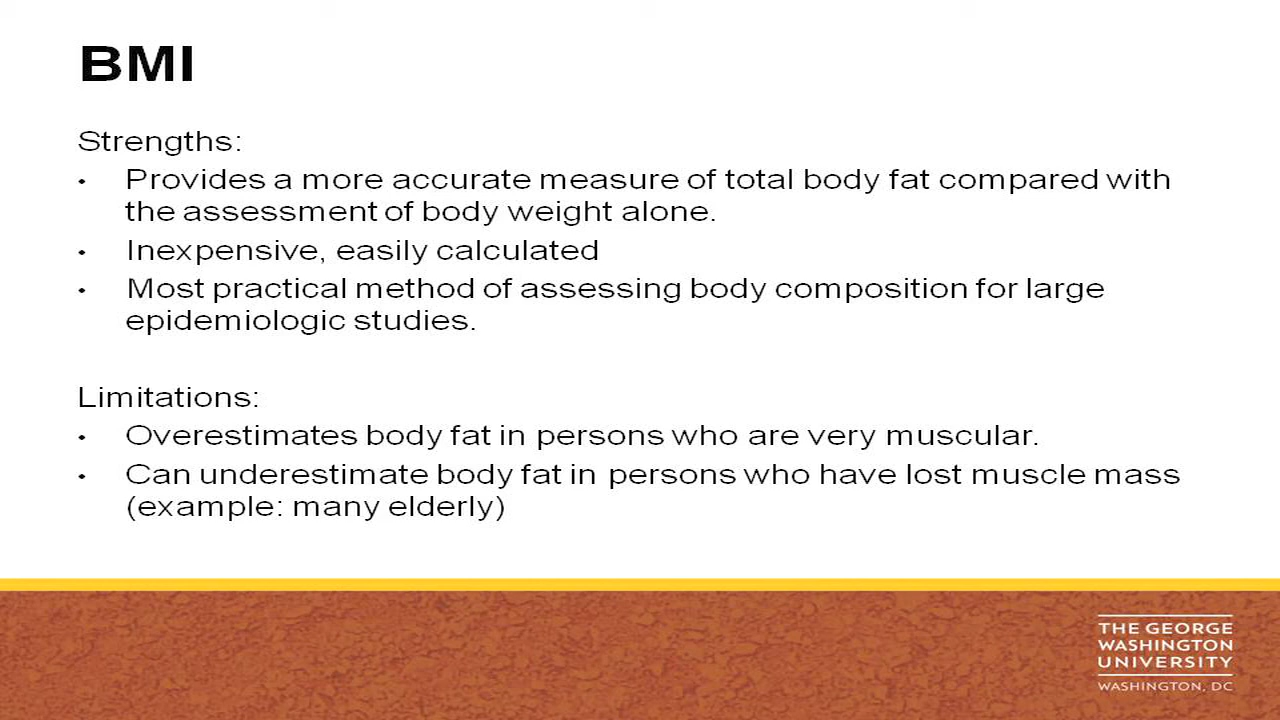 BMI
Strengths:
• Provides a more accurate measure of total body fat compared with
the assessment of body weight alone.
• Inexpensive, easily calculated
• Most practical method of assessing body composition for large
epidemiologic studies.
Limitations:
• Overestimates body fat in persons who are very muscular.
• Can underestimate body fat in persons who have lost muscle mass
(example: many elderly)
THE GEORGE
WASHINGTON
UNIVERSITY
WASHINGTON, DC